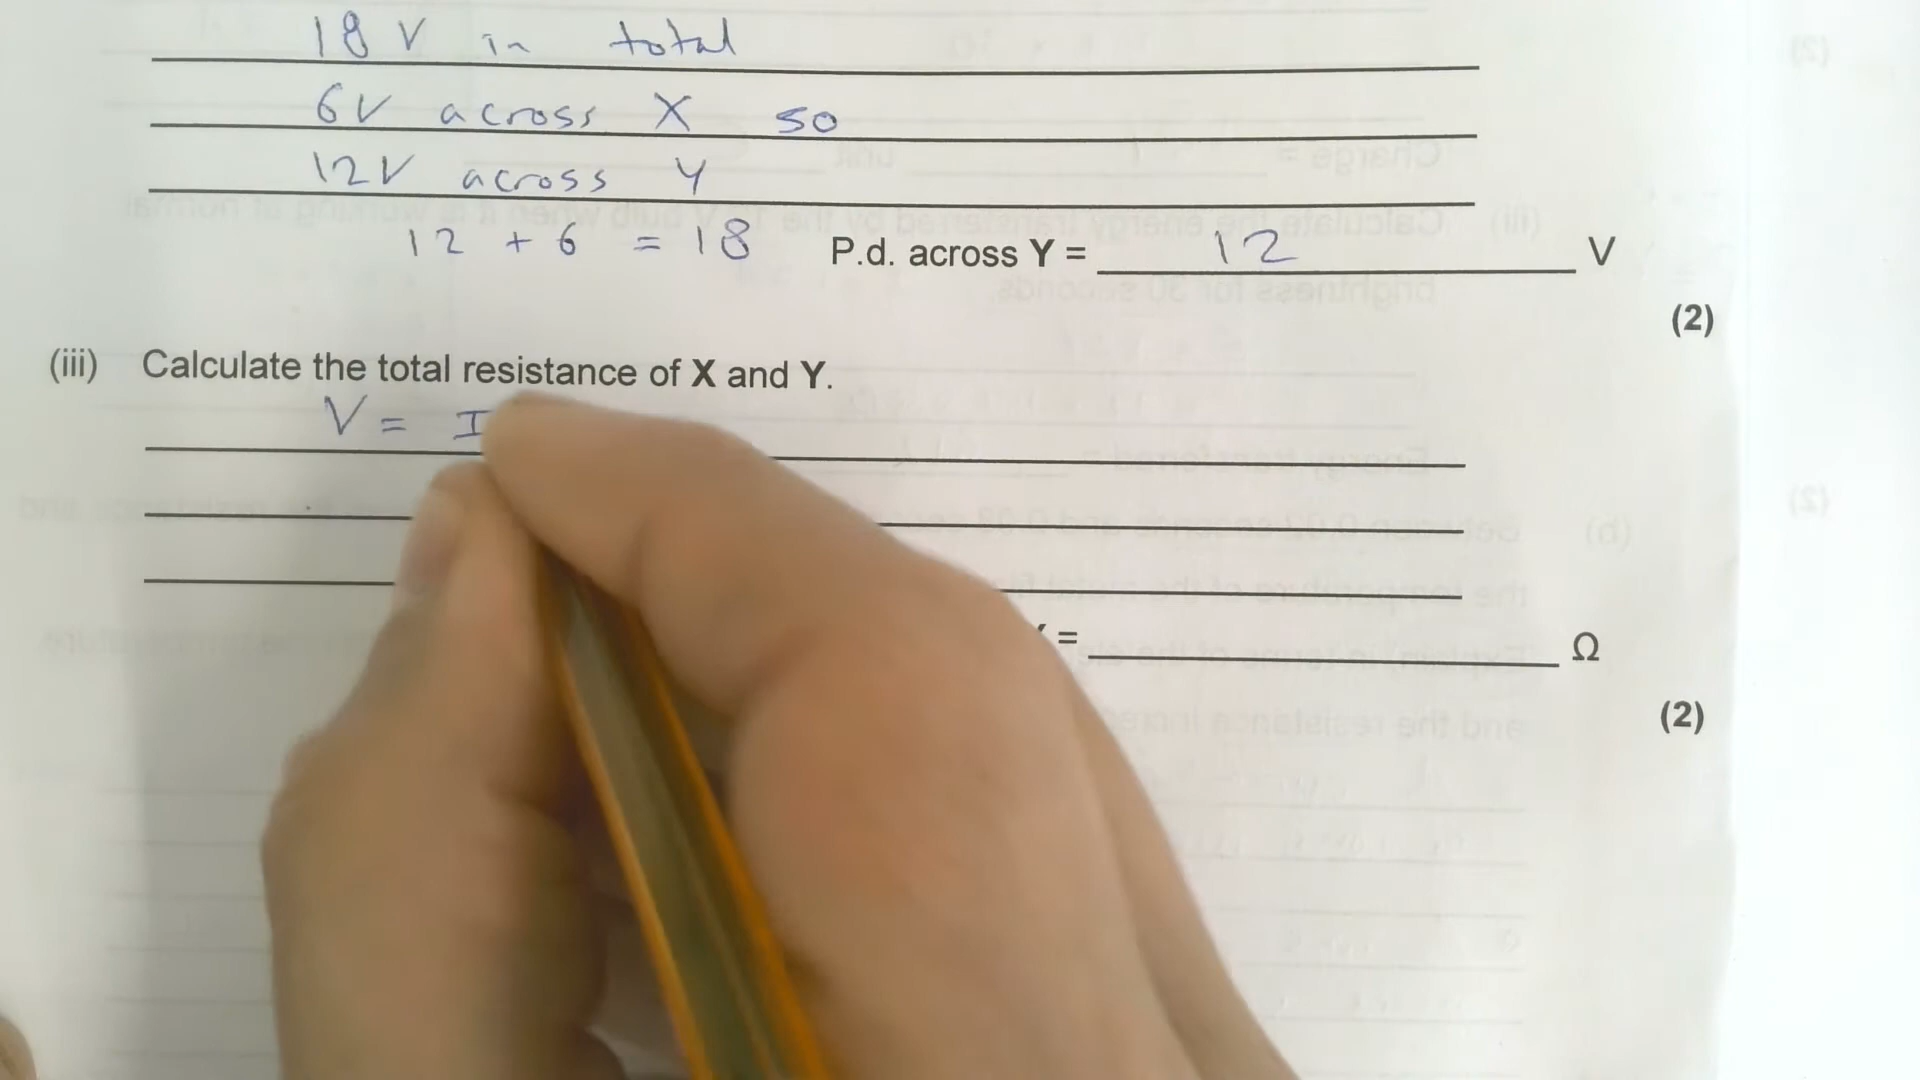 18 V in total
6V across X so
12V across Y
12 + 6 = 18 P.d. across Y = 12 V
(2)
(iii) Calculate the total resistance of X and Y.
V = I
= Ω
(2)